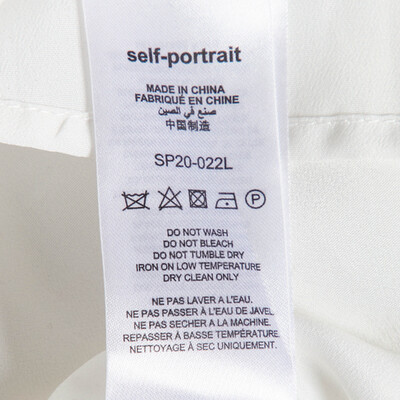 self-portrait
MADE IN CHINA
FABRIQUÉ EN CHINE
صنع في الصين
中国制造
SP20-022L
P
DO NOT WASH
DO NOT BLEACH
DO NOT TUMBLE DRY
IRON ON LOW TEMPERATURE
DRY CLEAN ONLY
NE PAS LAVER A L'EAU.
NE PAS PASSER À L'EAU DE JAVEL
NE PAS SECHER A LA MACHINE.
REPASSER À BASSE TEMPÉRATURE
NETTOYAGE À SEC UNIQUEMENT.